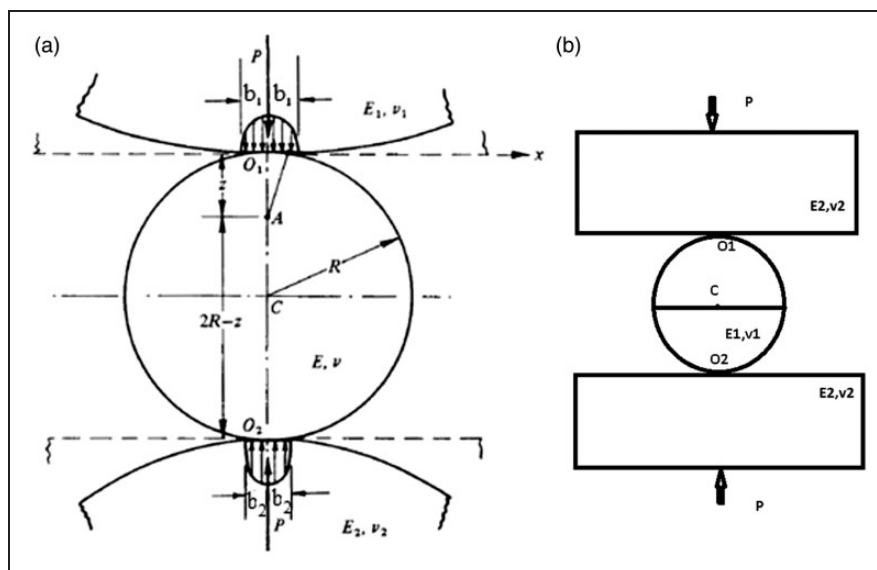 (a)
P
b₁ b₁
E₁, ν₁
x
O₁
z
A
R
C
2R–z
E, ν
O₂
b₂ b₂
P
E₂, ν₂
(b)
P
E2,v2
O1
C
E1,v1
O2
E2,v2
P